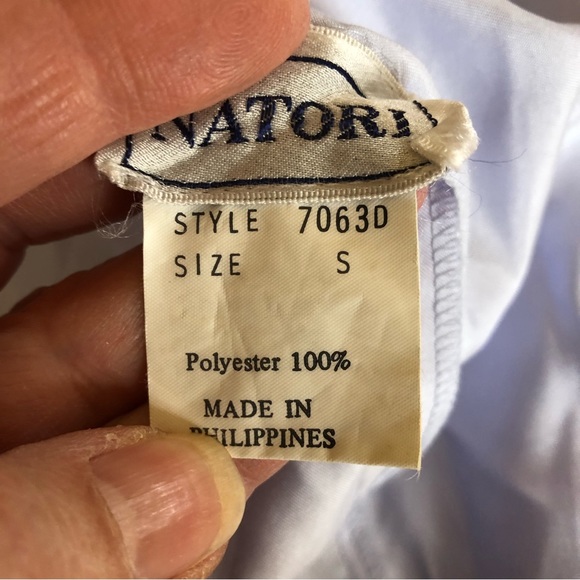 NATORI
STYLE 7063D
SIZE S
Polyester 100%
MADE IN
PHILIPPINES